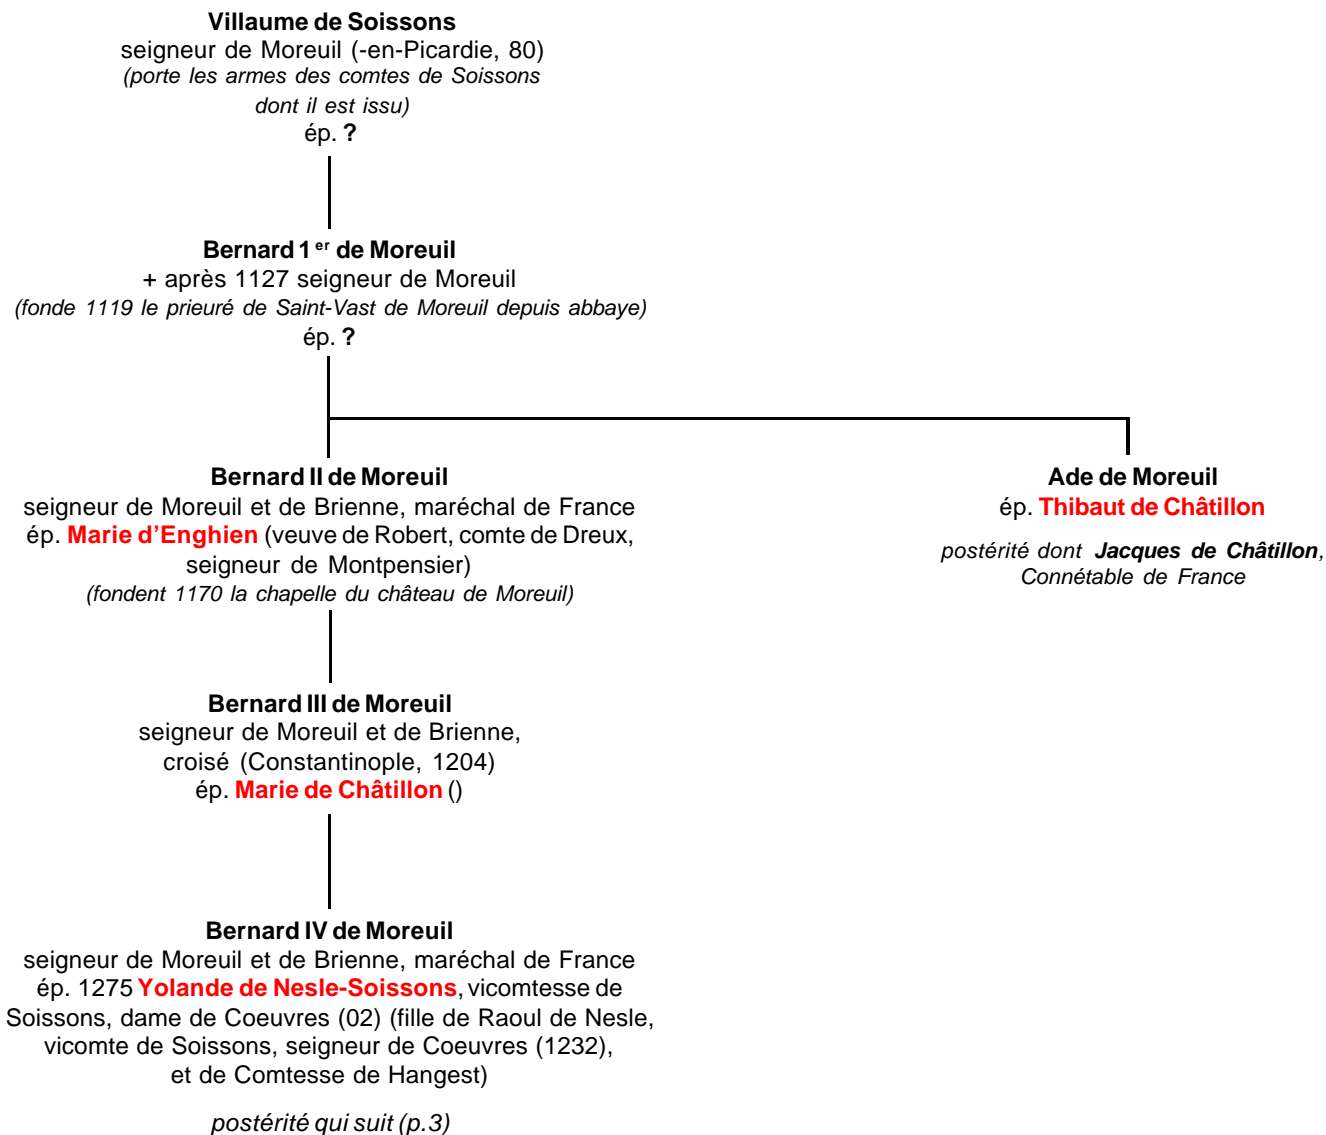 Villaume de Soissons
seigneur de Moreuil (-en-Picardie, 80)
(porte les armes des comtes de Soissons
dont il est issu)
ép. ?
Bernard 1er de Moreuil
+ après 1127 seigneur de Moreuil
(fonde 1119 le prieuré de Saint-Vast de Moreuil depuis abbaye)
ép. ?
Bernard II de Moreuil
seigneur de Moreuil et de Brienne, maréchal de France
ép. Marie d’Enghien (veuve de Robert, comte de Dreux,
seigneur de Montpensier)
(fondent 1170 la chapelle du château de Moreuil)
Ade de Moreuil
ép. Thibaut de Châtillon
postérité dont Jacques de Châtillon,
Connétable de France
Bernard III de Moreuil
seigneur de Moreuil et de Brienne,
croisé (Constantinople, 1204)
ép. Marie de Châtillon ()
Bernard IV de Moreuil
seigneur de Moreuil et de Brienne, maréchal de France
ép. 1275 Yolande de Nesle-Soissons, vicomtesse de
Soissons, dame de Coeuvres (02) (fille de Raoul de Nesle,
vicomte de Soissons, seigneur de Coeuvres (1232),
et de Comtesse de Hangest)
postérité qui suit (p.3)